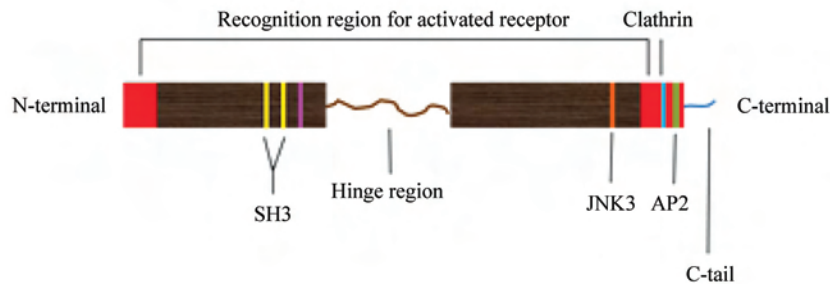 Recognition region for activated receptor
Clathrin
N-terminal
C-terminal
SH3
Hinge region
JNK3
AP2
C-tail